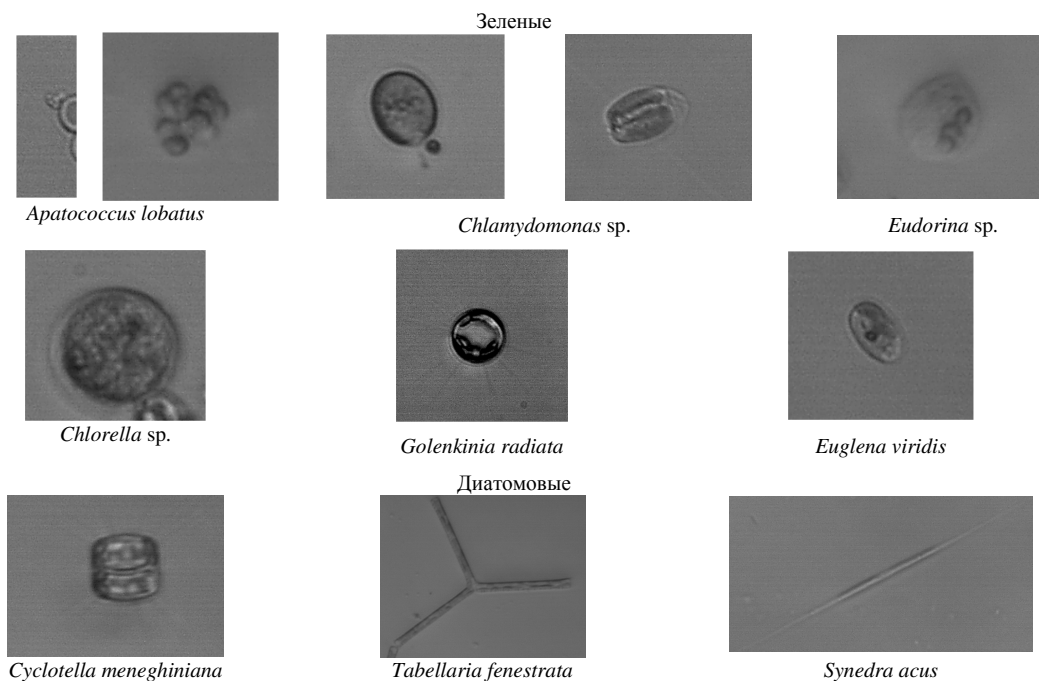 Зеленые
Apatococcus lobatus
Chlamydomonas sp.
Eudorina sp.
Chlorella sp.
Golenkinia radiata
Euglena viridis
Диатомовые
Cyclotella meneghiniana
Tabellaria fenestrata
Synedra acus